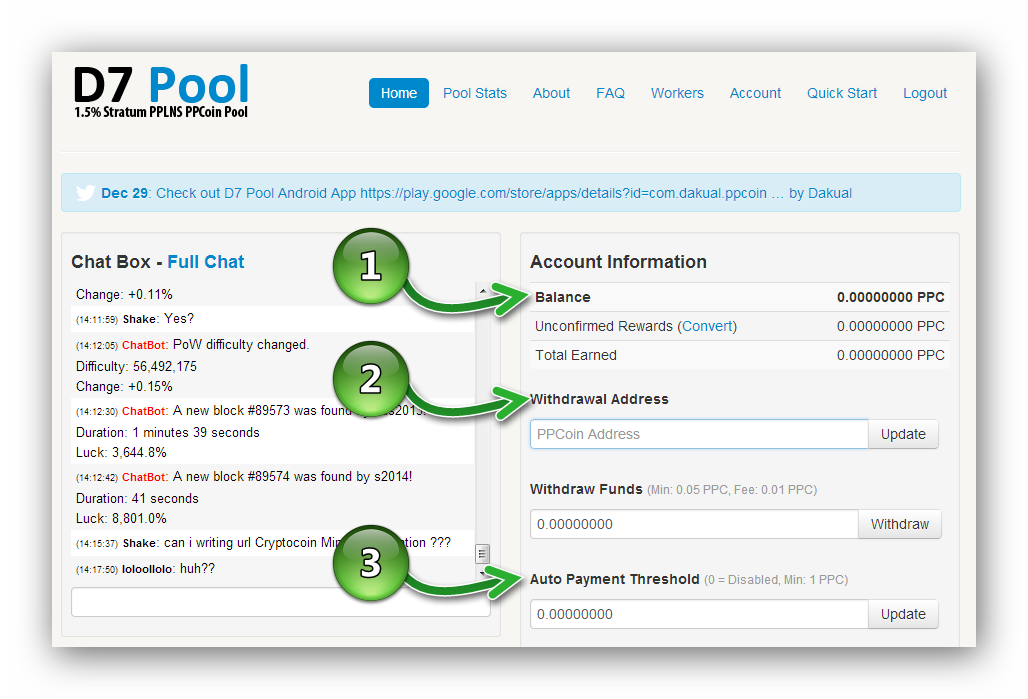 D7 Pool
1.5% Stratum PPLNS PPCoin Pool
Home Pool Stats About FAQ Workers Account Quick Start Logout
Dec 29: Check out D7 Pool Android App https://play.google.com/store/apps/details?id=com.dakual.ppcoin … by Dakual
Chat Box - Full Chat
Change: +0.11%
(14:11:59) Shake: Yes?
(14:12:05) ChatBot: PoW difficulty changed.
Difficulty: 56,492,175
Change: +0.15%
(14:12:30) ChatBot: A new block #89573 was found s2013!
Duration: 1 minutes 39 seconds
Luck: 3,644.8%
(14:12:42) ChatBot: A new block #89574 was found by s2014!
Duration: 41 seconds
Luck: 8,801.0%
(14:15:37) Shake: can i writing url Cryptocoin ???
(14:17:50) loloollolo: huh??
1
2
3
Account Information
Balance 0.00000000 PPC
Unconfirmed Rewards (Convert) 0.00000000 PPC
Total Earned 0.00000000 PPC
Withdrawal Address
PPCoin Address Update
Withdraw Funds (Min: 0.05 PPC, Fee: 0.01 PPC)
0.00000000 Withdraw
Auto Payment Threshold (0 = Disabled, Min: 1 PPC)
0.00000000 Update